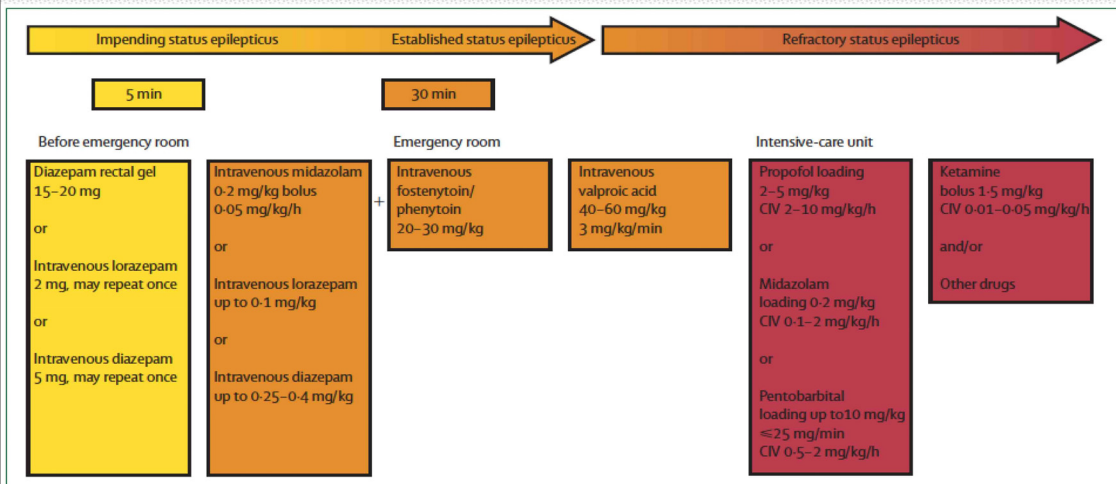 Impending status epilepticus
Established status epilepticus
Refractory status epilepticus
5 min
30 min
Before emergency room
Emergency room
Intensive-care unit
Diazepam rectal gel
15–20 mg
or
Intravenous lorazepam
2 mg, may repeat once
or
Intravenous diazepam
5 mg, may repeat once
Intravenous midazolam
0·2 mg/kg bolus
0·05 mg/kg/h
or
Intravenous lorazepam
up to 0·1 mg/kg
or
Intravenous diazepam
up to 0·25–0·4 mg/kg
+
Intravenous
fostenytoin/
phenytoin
20–30 mg/kg
Intravenous
valproic acid
40–60 mg/kg
3 mg/kg/min
Propofol loading
2–5 mg/kg
CIV 2–10 mg/kg/h
or
Midazolam
loading 0·2 mg/kg
CIV 0·1–2 mg/kg/h
or
Pentobarbital
loading up to10 mg/kg
≤25 mg/min
CIV 0·5–2 mg/kg/h
Ketamine
bolus 1·5 mg/kg
CIV 0·01–0·05 mg/kg/h
and/or
Other drugs